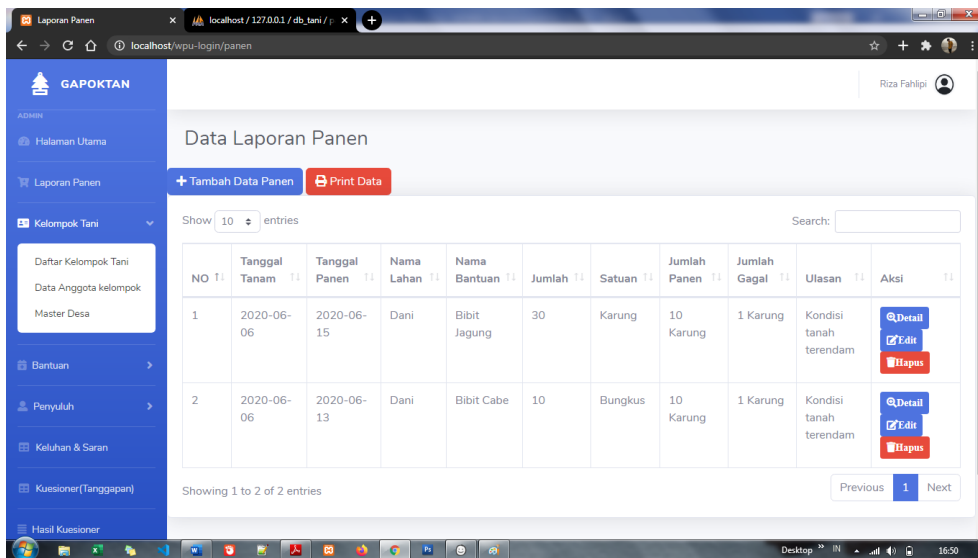 Laporan Panen
localhost / 127.0.0.1 / db_tani / p
localhost/wpu-login/panen
GAPOKTAN
Riza Fahlipi
ADMIN
Halaman Utama
Laporan Panen
Kelompok Tani
Daftar Kelompok Tani
Data Anggota kelompok
Master Desa
Bantuan
Penyuluh
Keluhan & Saran
Kuesioner(Tanggapan)
Hasil Kuesioner
Data Laporan Panen
Tambah Data Panen Print Data
Show 10 entries Search:
NO Tanggal Tanam Tanggal Panen Nama Lahan Nama Bantuan Jumlah Satuan Jumlah Panen Jumlah Gagal Ulasan Aksi
1 2020-06-06 2020-06-15 Dani Bibit Jagung 30 Karung 10 Karung 1 Karung Kondisi tanah terendam Detail Edit Hapus
2 2020-06-06 2020-06-13 Dani Bibit Cabe 10 Bungkus 10 Karung 1 Karung Kondisi tanah terendam Detail Edit Hapus
Showing 1 to 2 of 2 entries Previous 1 Next
Desktop IN 16:50